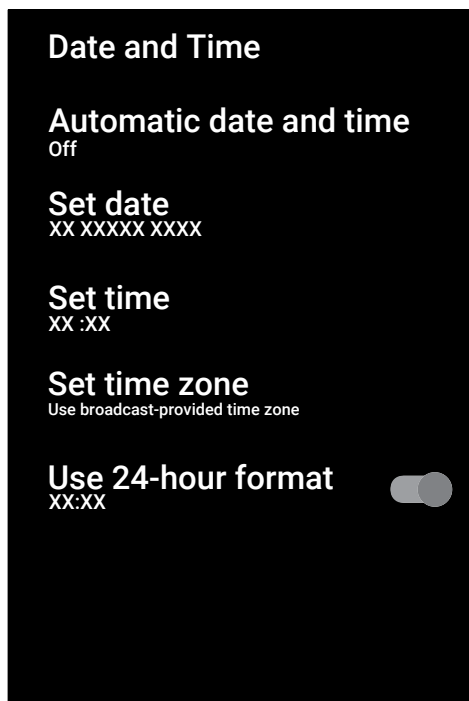 Date and Time
Automatic date and time
Off
Set date
XX XXXXX XXXX
Set time
XX :XX
Set time zone
Use broadcast-provided time zone
Use 24-hour format
XX:XX